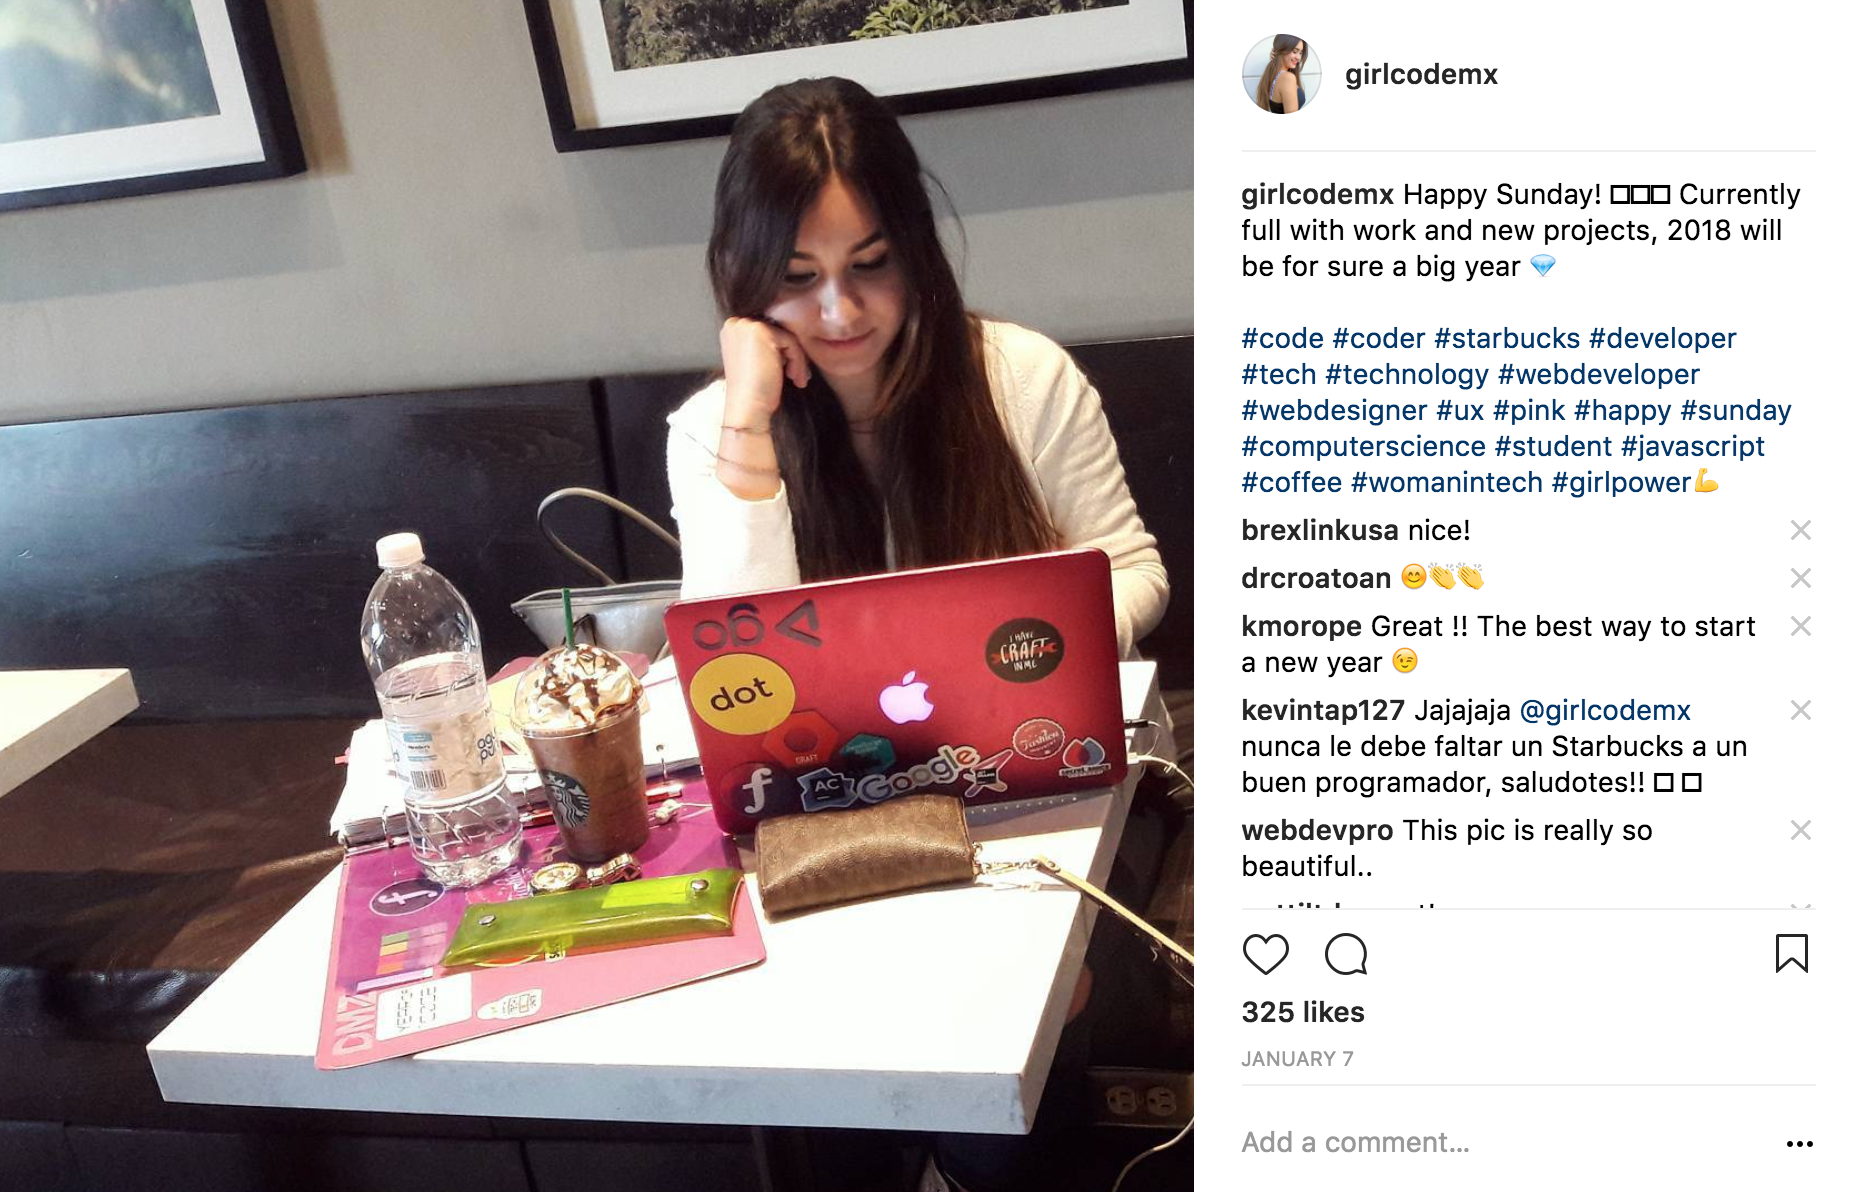 girlcodemx
girlcodemx Happy Sunday! □□□ Currently
full with work and new projects, 2018 will
be for sure a big year 💎
#code #coder #starbucks #developer
#tech #technology #webdeveloper
#webdesigner #ux #pink #happy #sunday
#computerscience #student #javascript
#coffee #womanintech #girlpower💪
brexlinkusa nice!
drcroatoan 😊👏👏
kmorope Great !! The best way to start
a new year 😉
kevintap127 Jajajaja @girlcodemx
nunca le debe faltar un Starbucks a un
buen programador, saludotes!! □ □
webdevpro This pic is really so
beautiful..
325 likes
JANUARY 7
Add a comment...
go
dot
I HAVE
CRAFT
IN ME
CRAFT
f
AC
Google
Fashion
f
DMZ